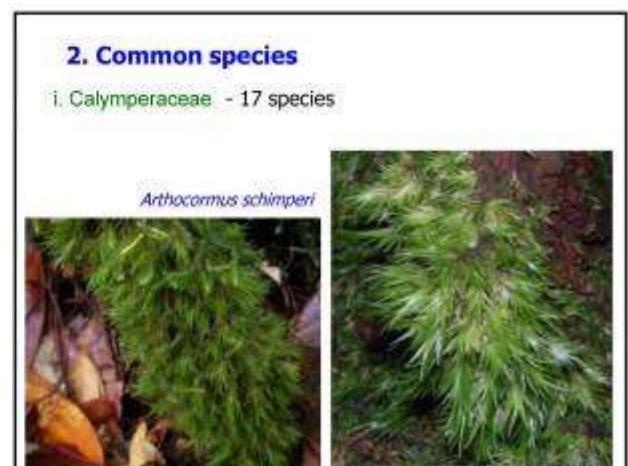 2. Common species
i. Calymperaceae - 17 species
Arthocormus schimperi